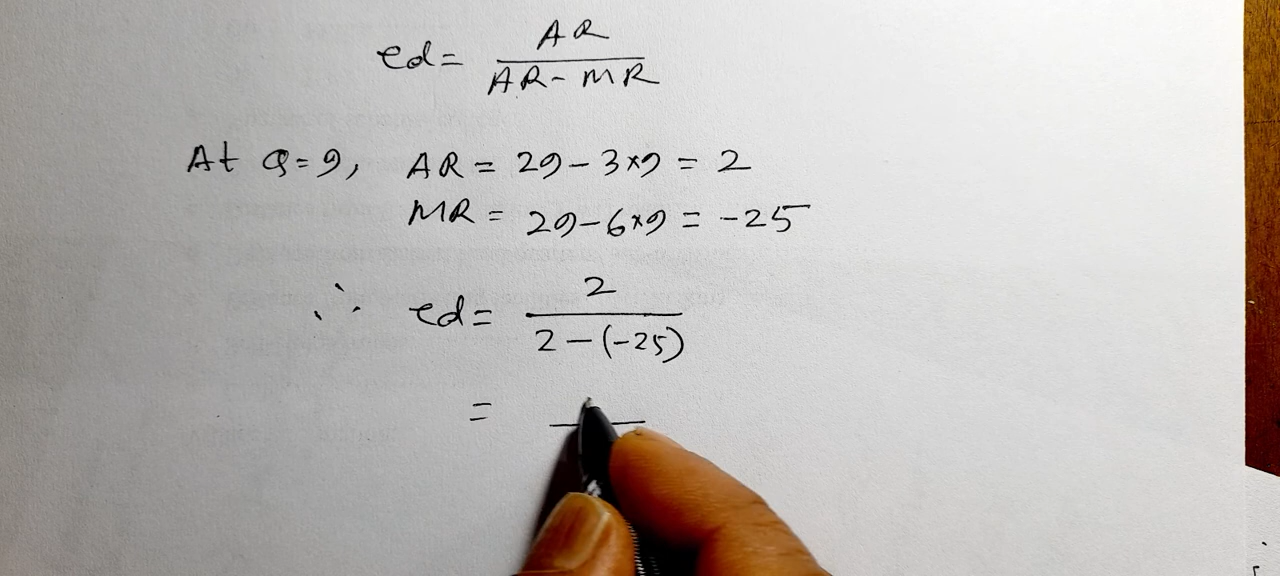 ed = AR / AR - MR
At Q = 9, AR = 29 - 3×9 = 2
MR = 29 - 6×9 = -25
∴ ed = 2 / 2 - (-25)
=